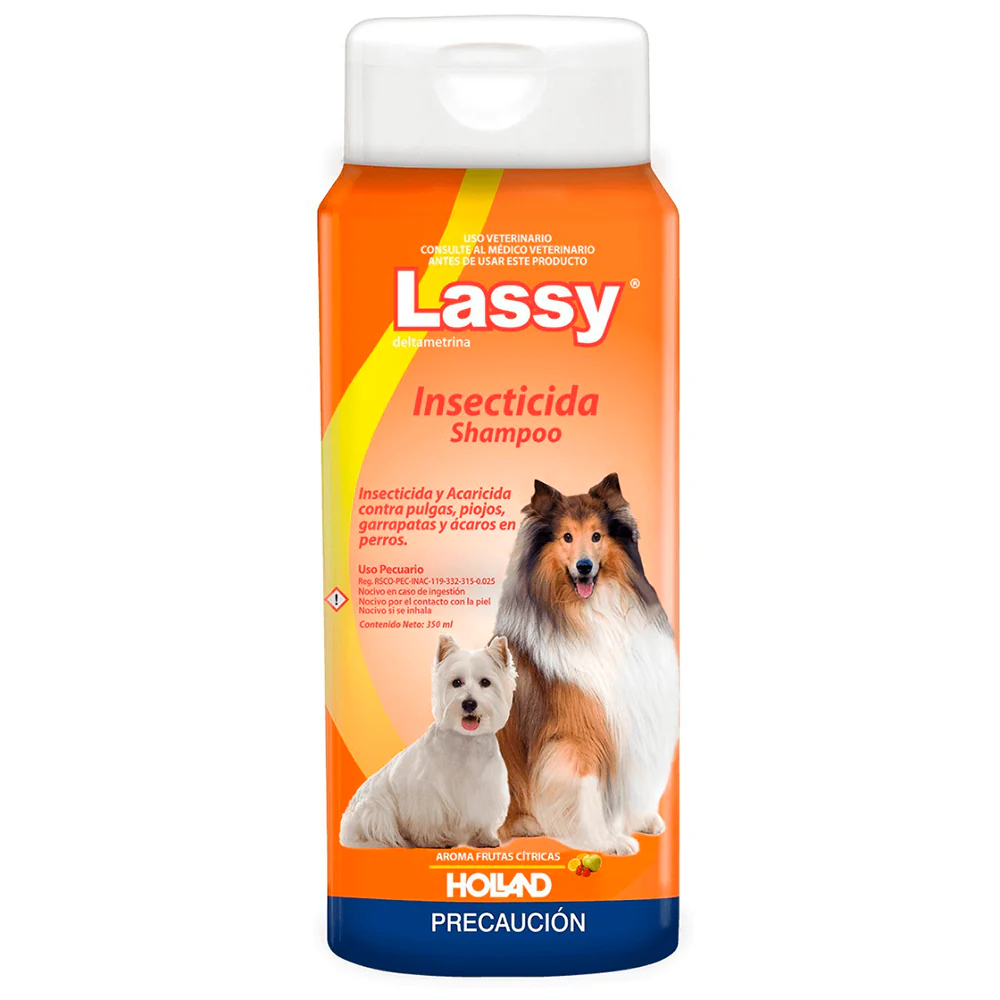 USO VETERINARIO
CONSULTE AL MÉDICO VETERINARIO
ANTES DE USAR ESTE PRODUCTO
Lassy®
deltametrina
Insecticida
Shampoo
Insecticida y Acaricida
contra pulgas, piojos,
garrapatas y ácaros en
perros.
Uso Pecuario
Reg. RSCO-PEC-INAC-119-332-315-0.025
Nocivo en caso de ingestión
Nocivo por el contacto con la piel
Nocivo si se inhala
!
Contenido Neto: 350 ml
AROMA FRUTAS CÍTRICAS
HOLLAND
PRECAUCIÓN